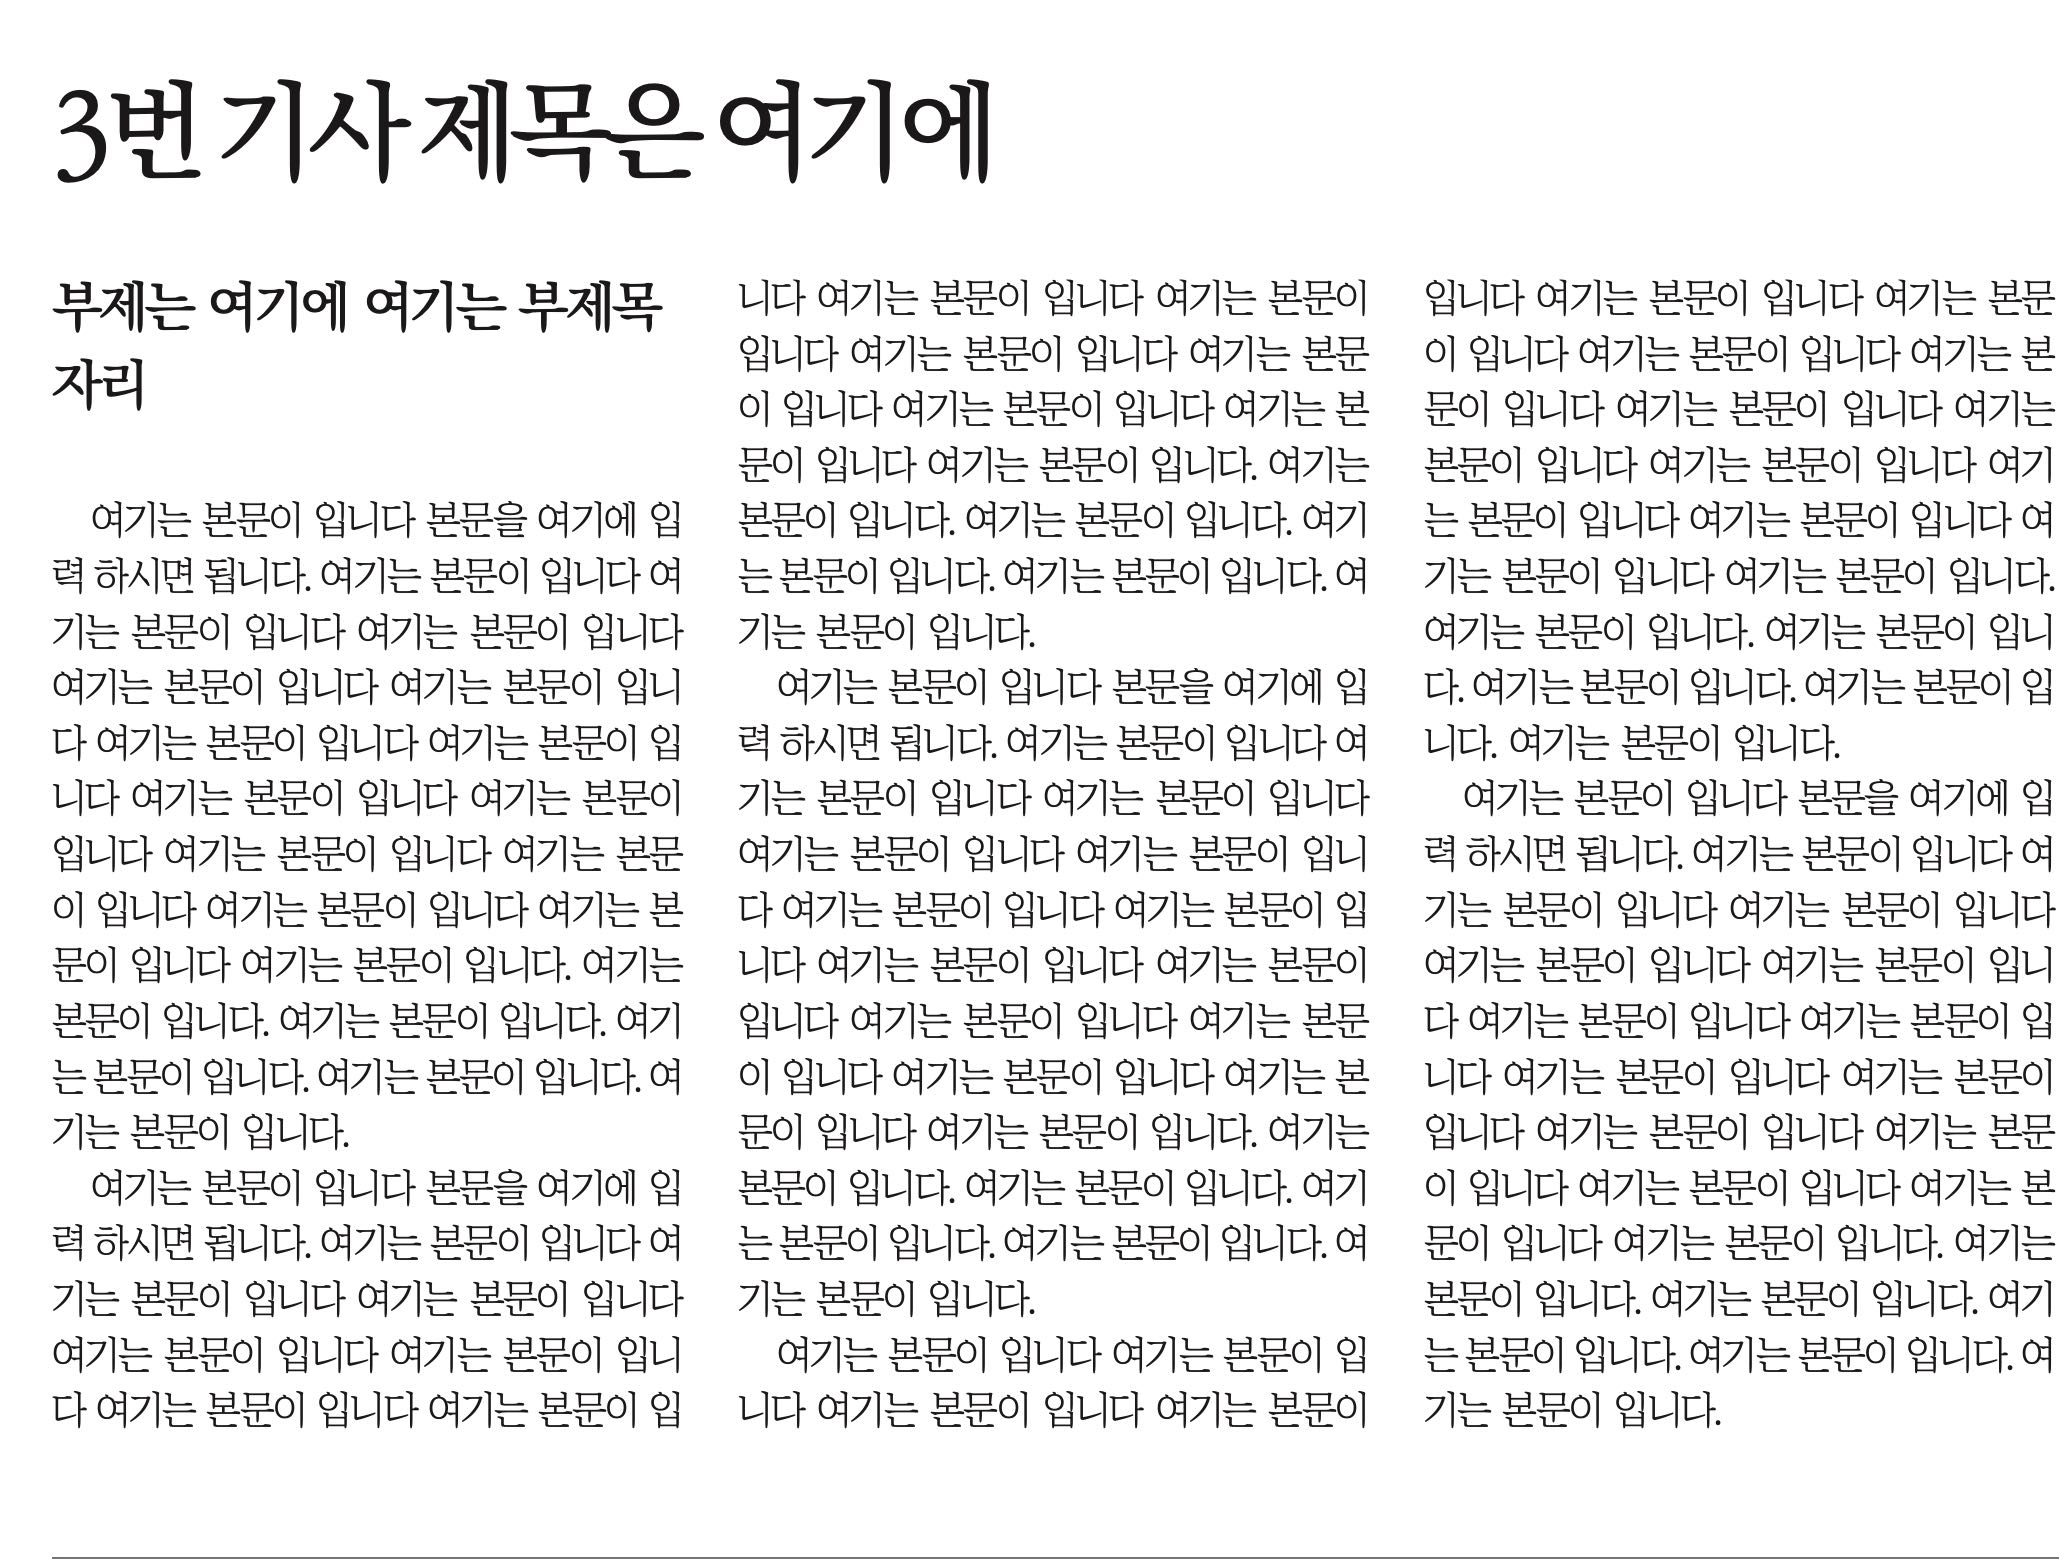 3번 기사 제목은 여기에
부제는 여기에 여기는 부제목
자리
여기는 본문이 입니다 본문을 여기에 입
력 하시면 됩니다. 여기는 본문이 입니다 여
기는 본문이 입니다 여기는 본문이 입니다
여기는 본문이 입니다 여기는 본문이 입니
다 여기는 본문이 입니다 여기는 본문이 입
니다 여기는 본문이 입니다 여기는 본문이
입니다 여기는 본문이 입니다 여기는 본문
이 입니다 여기는 본문이 입니다 여기는 본
문이 입니다 여기는 본문이 입니다. 여기는
본문이 입니다. 여기는 본문이 입니다. 여기
는 본문이 입니다. 여기는 본문이 입니다. 여
기는 본문이 입니다.
여기는 본문이 입니다 본문을 여기에 입
력 하시면 됩니다. 여기는 본문이 입니다 여
기는 본문이 입니다 여기는 본문이 입니다
여기는 본문이 입니다 여기는 본문이 입니
다 여기는 본문이 입니다 여기는 본문이 입
니다 여기는 본문이 입니다 여기는 본문이
입니다 여기는 본문이 입니다 여기는 본문
이 입니다 여기는 본문이 입니다 여기는 본
문이 입니다 여기는 본문이 입니다. 여기는
본문이 입니다. 여기는 본문이 입니다. 여기
는 본문이 입니다. 여기는 본문이 입니다. 여
기는 본문이 입니다.
여기는 본문이 입니다 본문을 여기에 입
력 하시면 됩니다. 여기는 본문이 입니다 여
기는 본문이 입니다 여기는 본문이 입니다
여기는 본문이 입니다 여기는 본문이 입니
다 여기는 본문이 입니다 여기는 본문이 입
니다 여기는 본문이 입니다 여기는 본문이
입니다 여기는 본문이 입니다 여기는 본문
이 입니다 여기는 본문이 입니다 여기는 본
문이 입니다 여기는 본문이 입니다. 여기는
본문이 입니다. 여기는 본문이 입니다. 여기
는 본문이 입니다. 여기는 본문이 입니다. 여
기는 본문이 입니다.
여기는 본문이 입니다 여기는 본문이 입
니다 여기는 본문이 입니다 여기는 본문이
입니다 여기는 본문이 입니다 여기는 본문
이 입니다 여기는 본문이 입니다 여기는 본
문이 입니다 여기는 본문이 입니다 여기는
본문이 입니다 여기는 본문이 입니다 여기
는 본문이 입니다 여기는 본문이 입니다 여
기는 본문이 입니다 여기는 본문이 입니다.
여기는 본문이 입니다. 여기는 본문이 입니
다. 여기는 본문이 입니다. 여기는 본문이 입
니다. 여기는 본문이 입니다.
여기는 본문이 입니다 본문을 여기에 입
력 하시면 됩니다. 여기는 본문이 입니다 여
기는 본문이 입니다 여기는 본문이 입니다
여기는 본문이 입니다 여기는 본문이 입니
다 여기는 본문이 입니다 여기는 본문이 입
니다 여기는 본문이 입니다 여기는 본문이
입니다 여기는 본문이 입니다 여기는 본문
이 입니다 여기는 본문이 입니다 여기는 본
문이 입니다 여기는 본문이 입니다. 여기는
본문이 입니다. 여기는 본문이 입니다. 여기
는 본문이 입니다. 여기는 본문이 입니다. 여
기는 본문이 입니다.